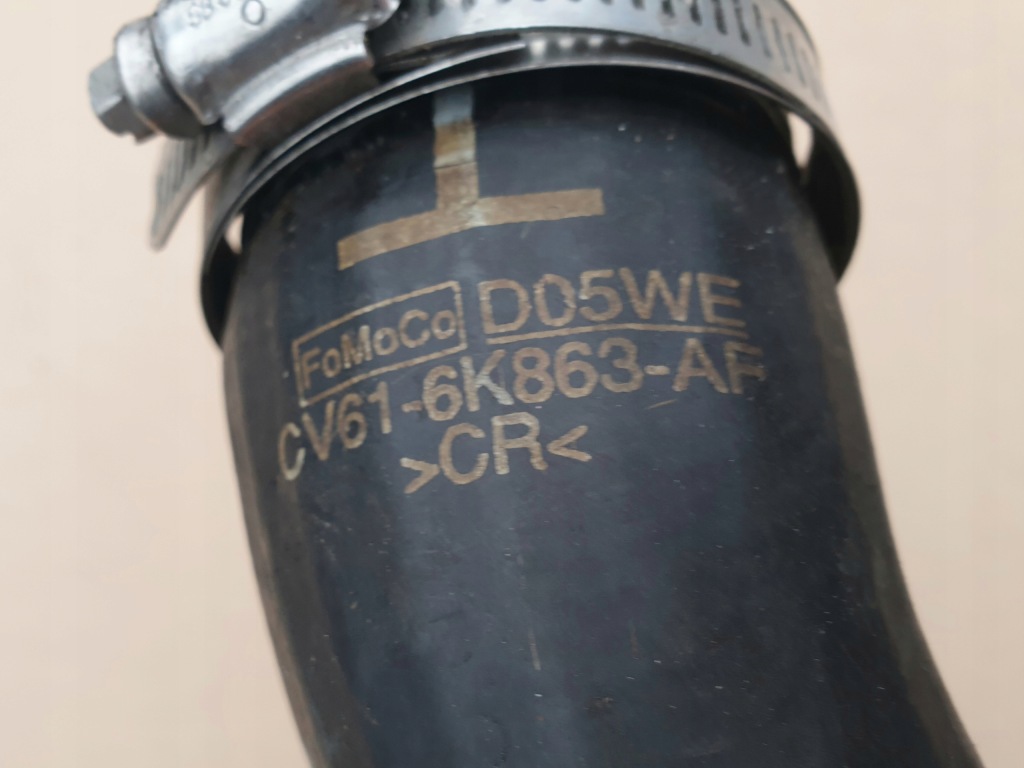 FoMoCo D05WE
CV61-6K863-AF
>CR<